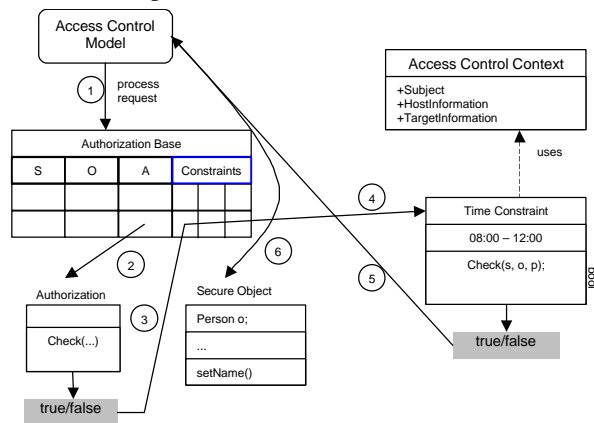 Access Control
Model
1
process
request
Authorization Base
S O A Constraints
2
Authorization
Check(...)
true/false
3
Secure Object
Person o;
...
setName()
6
4
5
Access Control Context
+Subject
+HostInformation
+TargetInformation
uses
Time Constraint
08:00 – 12:00
Check(s, o, p);
true/false